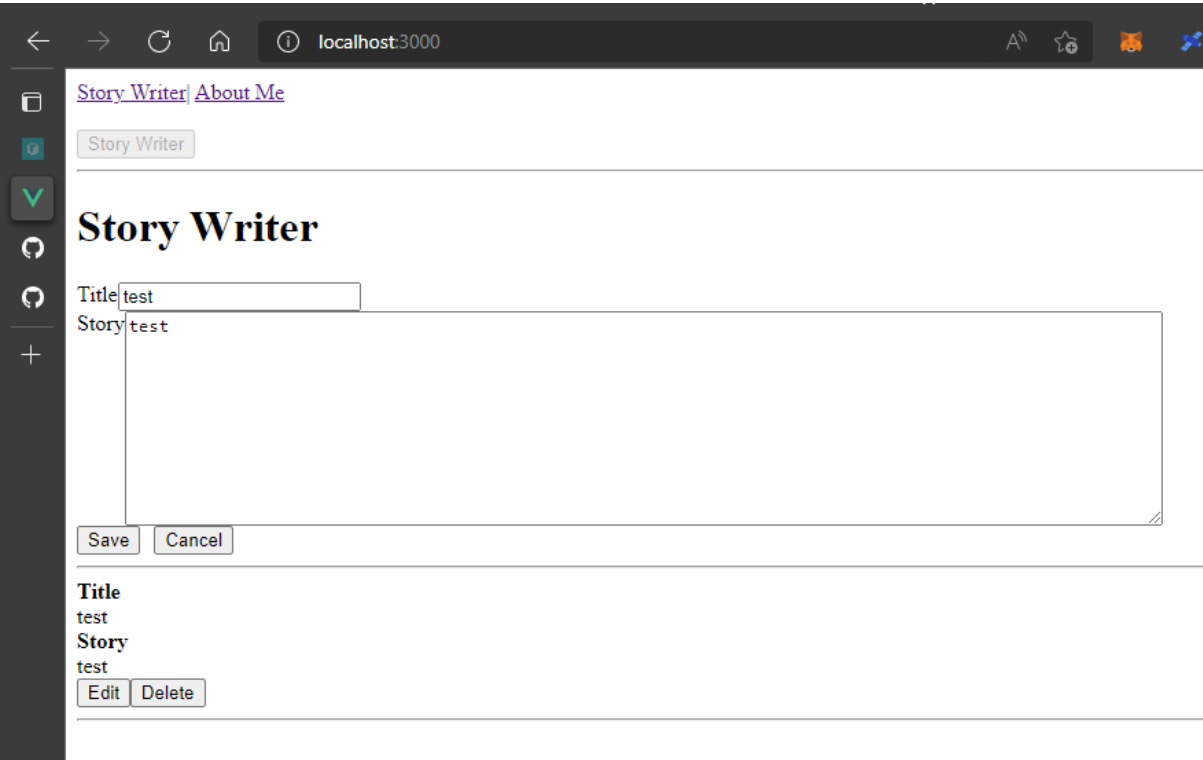 localhost:3000
Story Writer| About Me
Story Writer
Story Writer
Title test
Story test
Save Cancel
Title
test
Story
test
Edit Delete